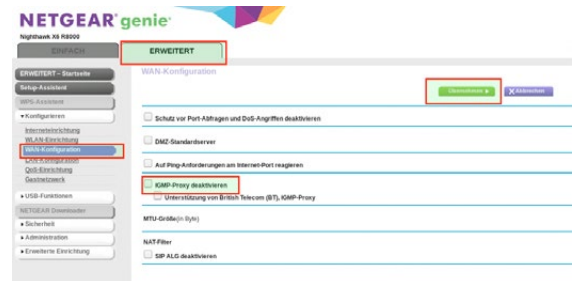 NETGEAR genie
Nighthawk X6 R8000
EINFACH
ERWEITERT
ERWEITERT – Startseite
Setup-Assistent
WPS-Assistent
Konfigurieren
Interneteinrichtung
WLAN-Einrichtung
WAN-Konfiguration
LAN-Konfiguration
QoS-Einrichtung
Gastnetzwerk
USB-Funktionen
NETGEAR Downloader
Sicherheit
Administration
Erweiterte Einrichtung
WAN-Konfiguration
Übernehmen
X Abbrechen
Schutz vor Port-Abfragen und DoS-Angriffen deaktivieren
DMZ-Standardserver
Auf Ping-Anforderungen am Internet-Port reagieren
IGMP-Proxy deaktivieren
Unterstützung von British Telecom (BT), IGMP-Proxy
MTU-Größe(in Byte)
NAT-Filter
SIP ALG deaktivieren